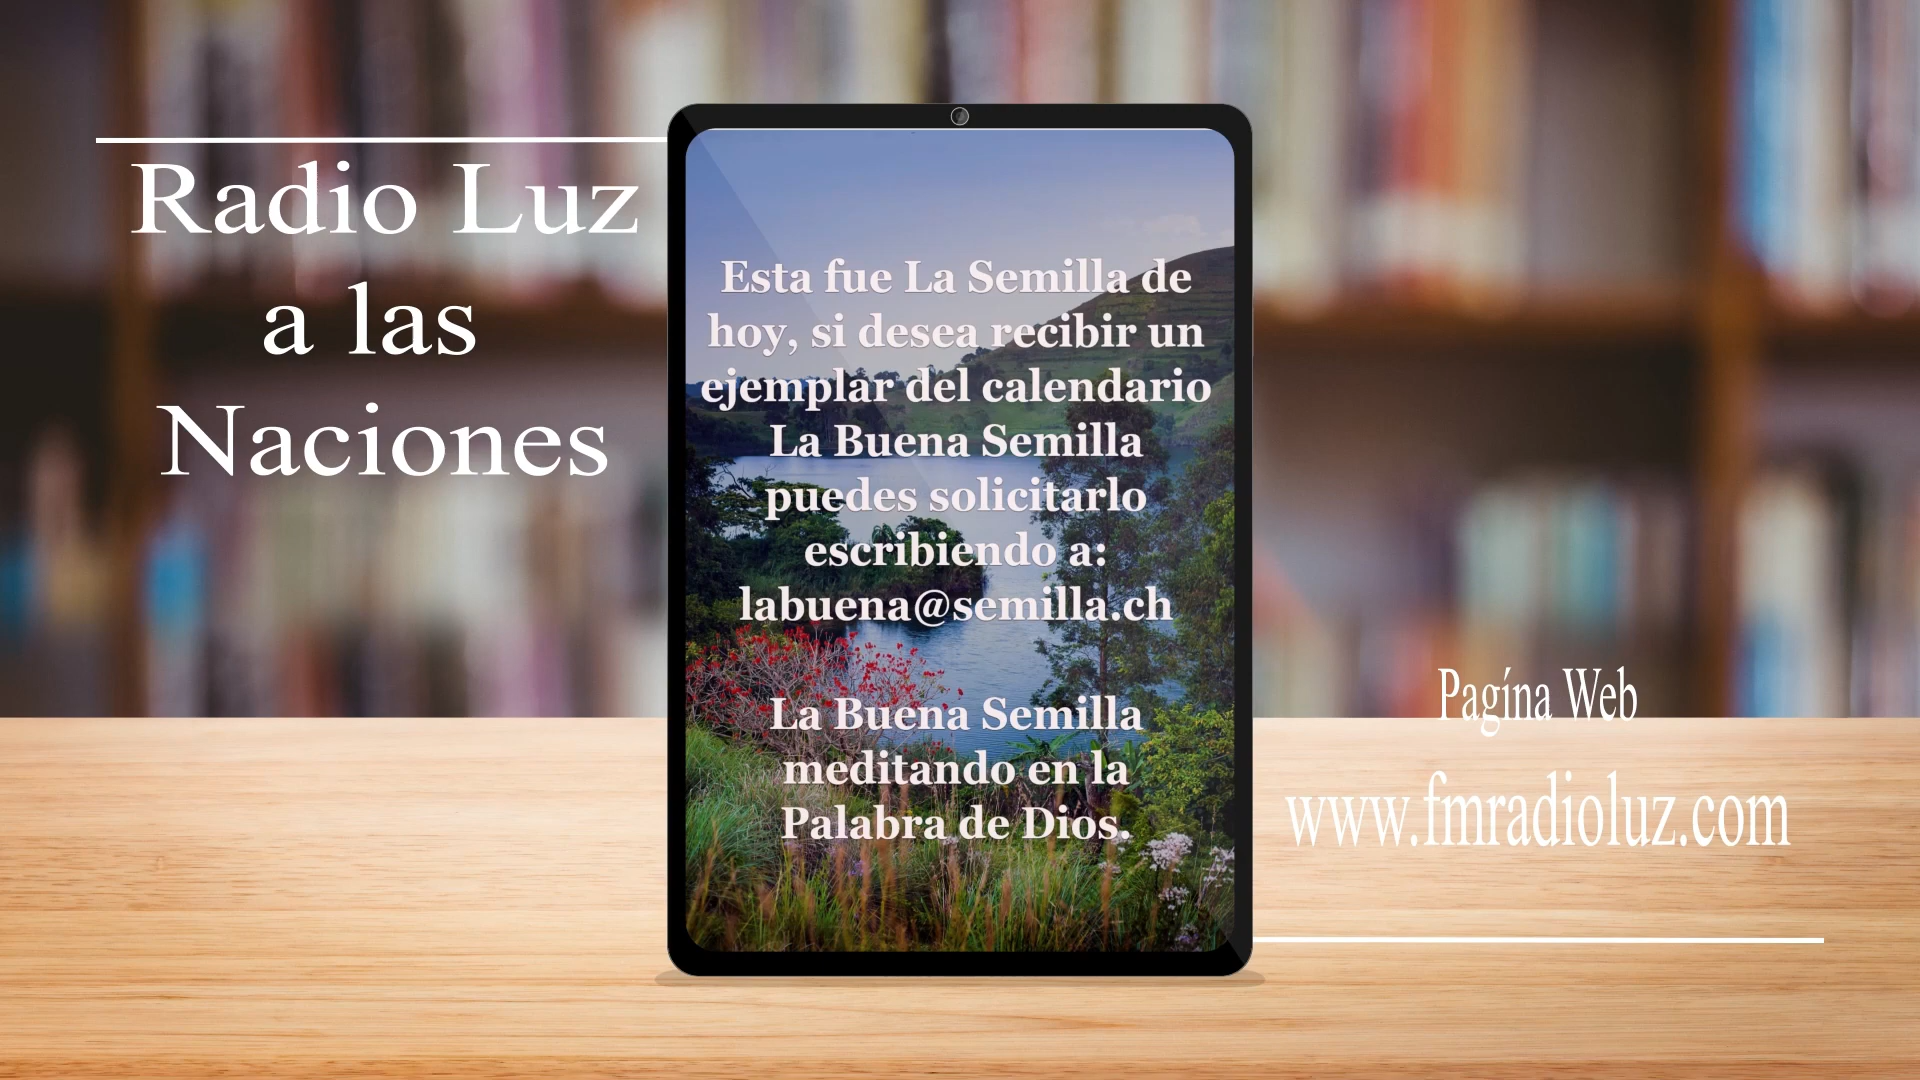 Radio Luz
a las
Naciones
Esta fue La Semilla de
hoy, si desea recibir un
ejemplar del calendario
La Buena Semilla
puedes solicitarlo
escribiendo a:
labuena@semilla.ch
La Buena Semilla
meditando en la
Palabra de Dios.
Pagína Web
www.fmradioluz.com